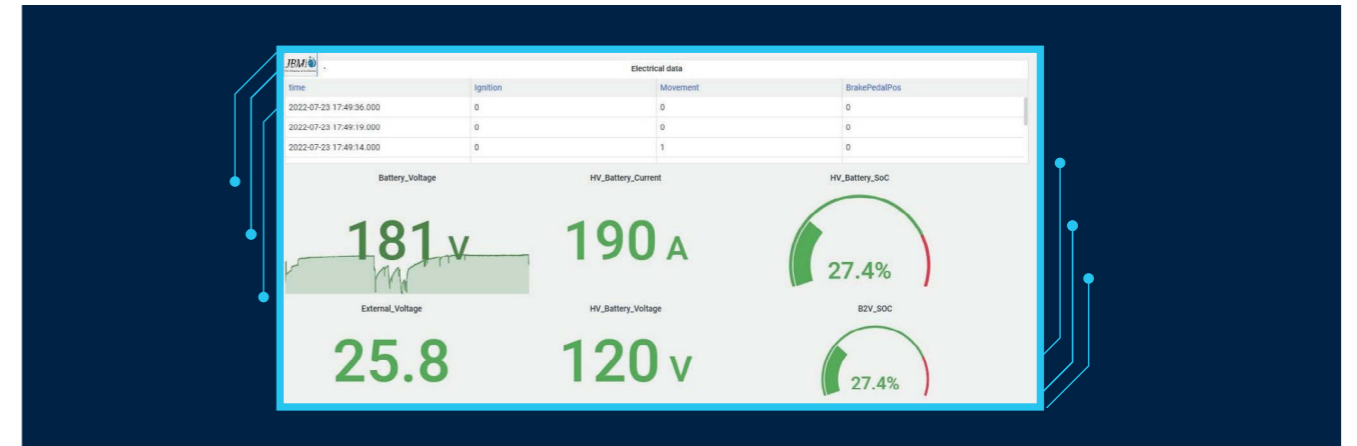 JBM
Electrical data
time Ignition Movement BrakePedalPos
2022-07-23 17:49:36.000 0 0 0
2022-07-23 17:49:19.000 0 0 0
2022-07-23 17:49:14.000 0 1 0
Battery_Voltage HV_Battery_Current HV_Battery_SoC
181 V 190 A 27.4%
External_Voltage HV_Battery_Voltage B2V_SOC
25.8 120 V 27.4%